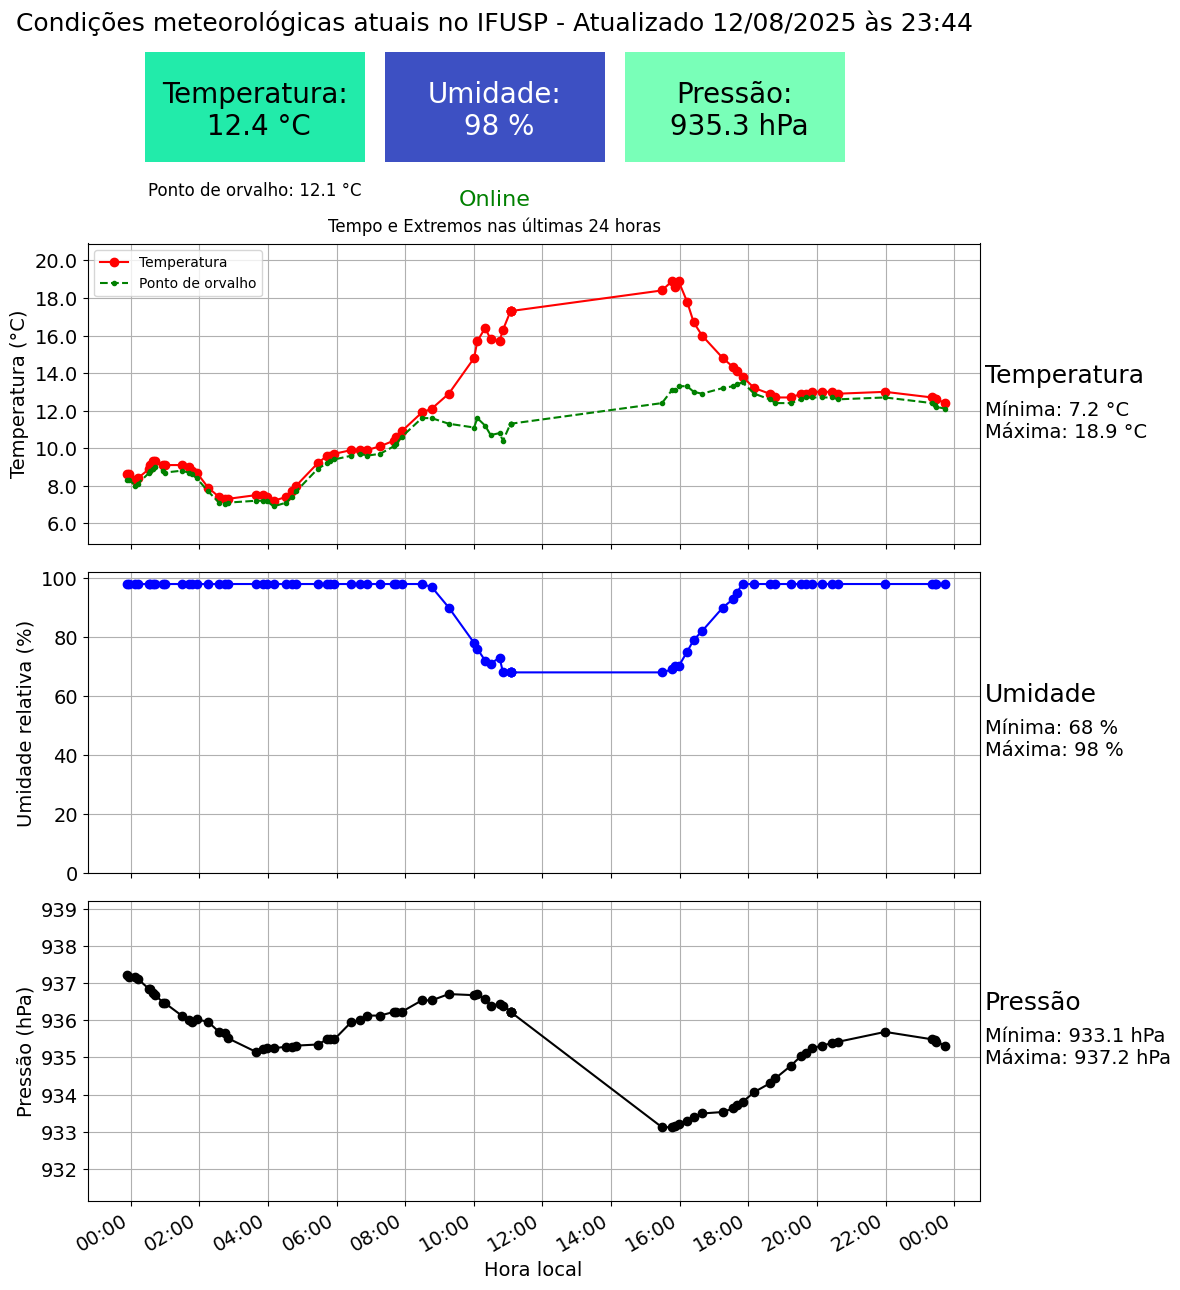 Condições meteorológicas atuais no IFUSP - Atualizado 12/08/2025 às 23:44
Temperatura:
12.4 °C
Umidade:
98 %
Pressão:
935.3 hPa
Ponto de orvalho: 12.1 °C
Online
Tempo e Extremos nas últimas 24 horas
Temperatura (°C)
20.0
18.0
16.0
14.0
12.0
10.0
8.0
6.0
Temperatura
Ponto de orvalho
Temperatura
Mínima: 7.2 °C
Máxima: 18.9 °C
Umidade relativa (%)
100
80
60
40
20
0
Umidade
Mínima: 68 %
Máxima: 98 %
Pressão (hPa)
939
938
937
936
935
934
933
932
Pressão
Mínima: 933.1 hPa
Máxima: 937.2 hPa
00:00 02:00 04:00 06:00 08:00 10:00 12:00 14:00 16:00 18:00 20:00 22:00 00:00
Hora local